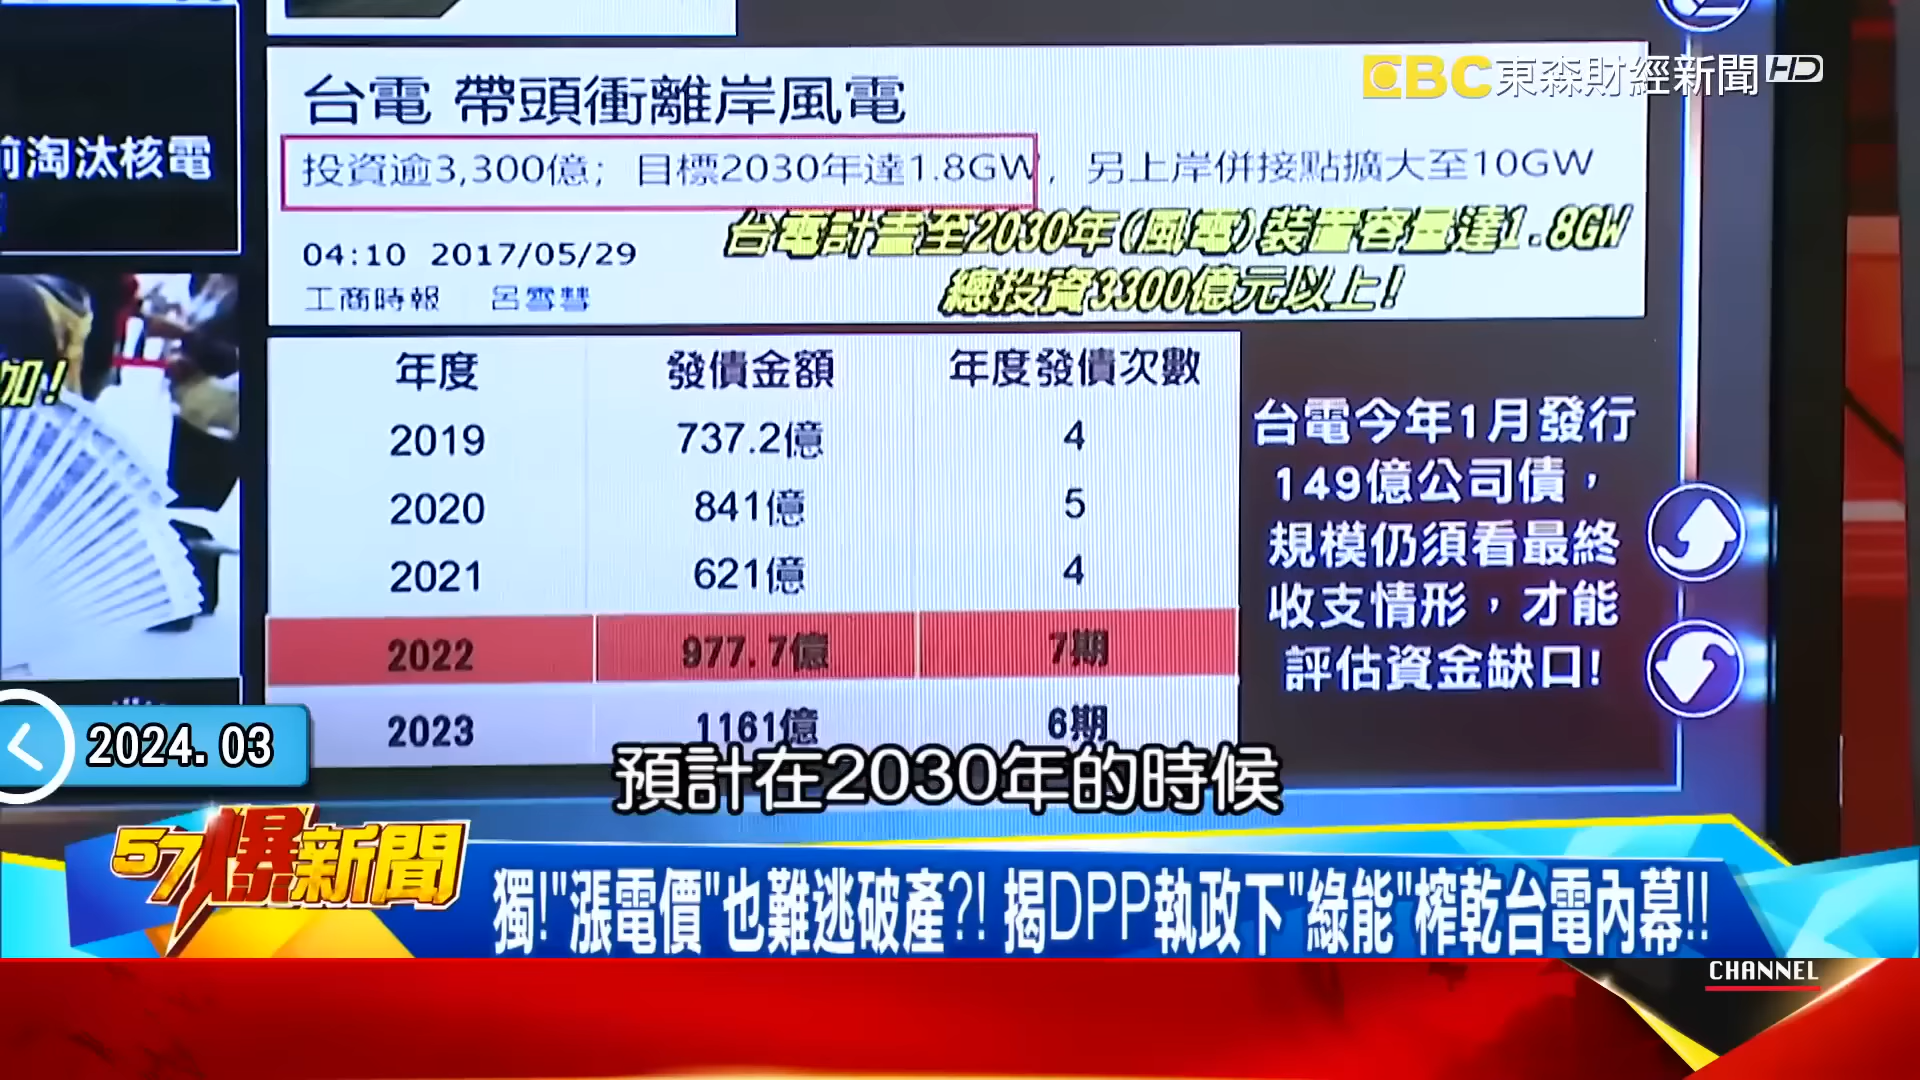 台電 帶頭衝離岸風電
EBC東森財經新聞HD
投資逾3,300億；目標2030年達1.8GW，另上岸併接點擴大至10GW
前淘汰核電
台電計畫至2030年(風電)裝置容量達1.8GW
總投資3300億元以上!
04:10 2017/05/29
工商時報 呂雪彗
加!
年度 發債金額 年度發債次數
2019 737.2億 4
2020 841億 5
2021 621億 4
2022 977.7億 7期
2023 1161億 6期
台電今年1月發行
149億公司債，
規模仍須看最終
收支情形，才能
評估資金缺口!
2024.03
預計在2030年的時候
57爆新聞
獨!"漲電價"也難逃破產?! 揭DPP執政下"綠能"榨乾台電內幕!!
CHANNEL